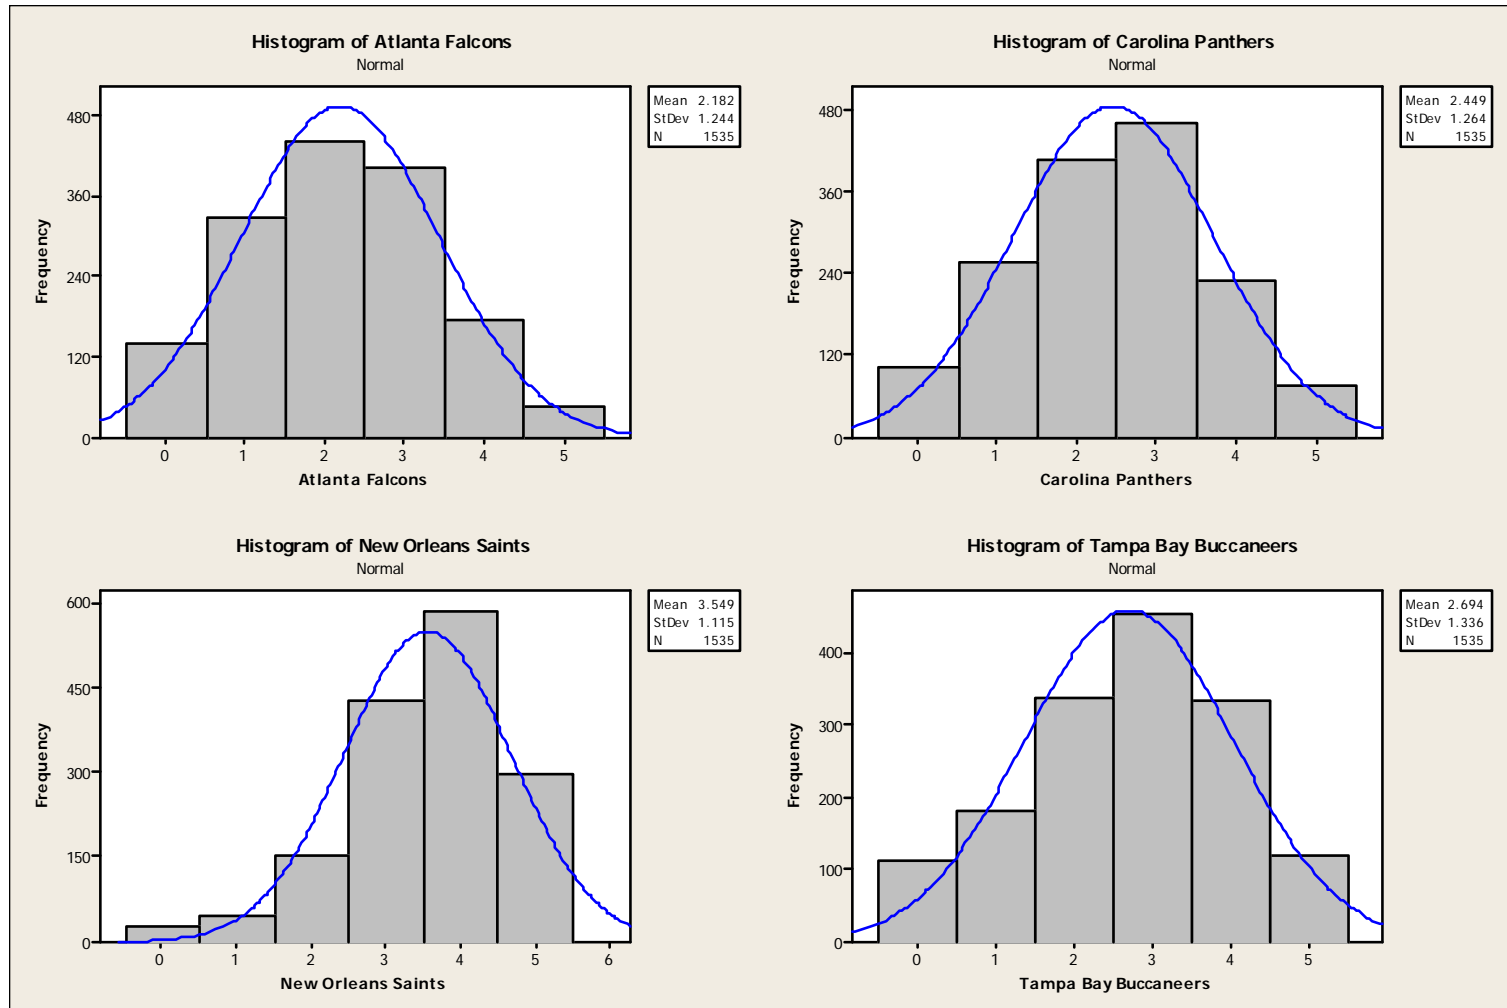 Histogram of Atlanta Falcons
Normal
Mean 2.182
StDev 1.244
N 1535
Frequency
480
360
240
120
0
0 1 2 3 4 5
Atlanta Falcons
Histogram of Carolina Panthers
Normal
Mean 2.449
StDev 1.264
N 1535
Frequency
480
360
240
120
0
0 1 2 3 4 5
Carolina Panthers
Histogram of New Orleans Saints
Normal
Mean 3.549
StDev 1.115
N 1535
Frequency
600
450
300
150
0
0 1 2 3 4 5 6
New Orleans Saints
Histogram of Tampa Bay Buccaneers
Normal
Mean 2.694
StDev 1.336
N 1535
Frequency
400
300
200
100
0
0 1 2 3 4 5
Tampa Bay Buccaneers